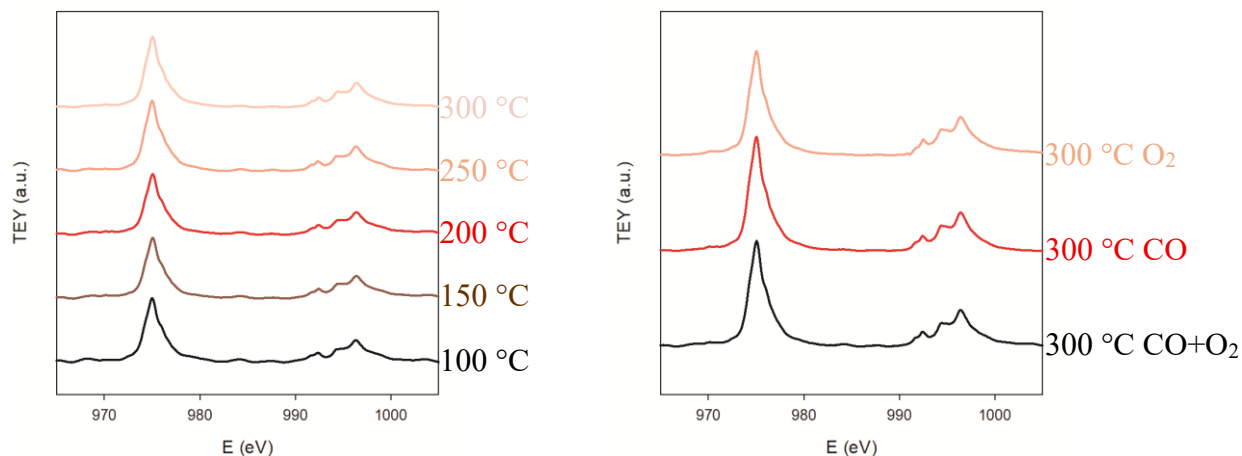 TEY (a.u.)
300 °C
250 °C
200 °C
150 °C
100 °C
970 980 990 1000
E (eV)
TEY (a.u.)
300 °C O₂
300 °C CO
300 °C CO+O₂
970 980 990 1000
E (eV)